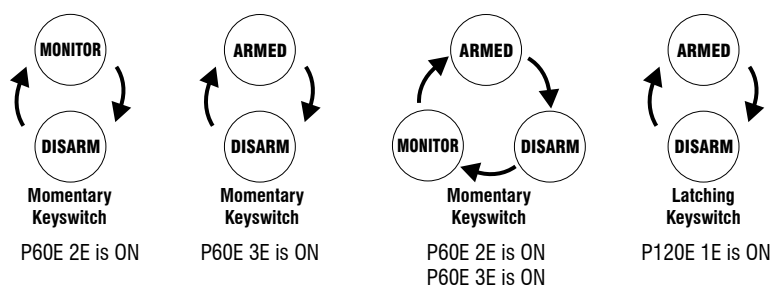 MONITOR
DISARM
Momentary
Keyswitch
P60E 2E is ON
ARMED
DISARM
Momentary
Keyswitch
P60E 3E is ON
ARMED
MONITOR
DISARM
Momentary
Keyswitch
P60E 2E is ON
P60E 3E is ON
ARMED
DISARM
Latching
Keyswitch
P120E 1E is ON